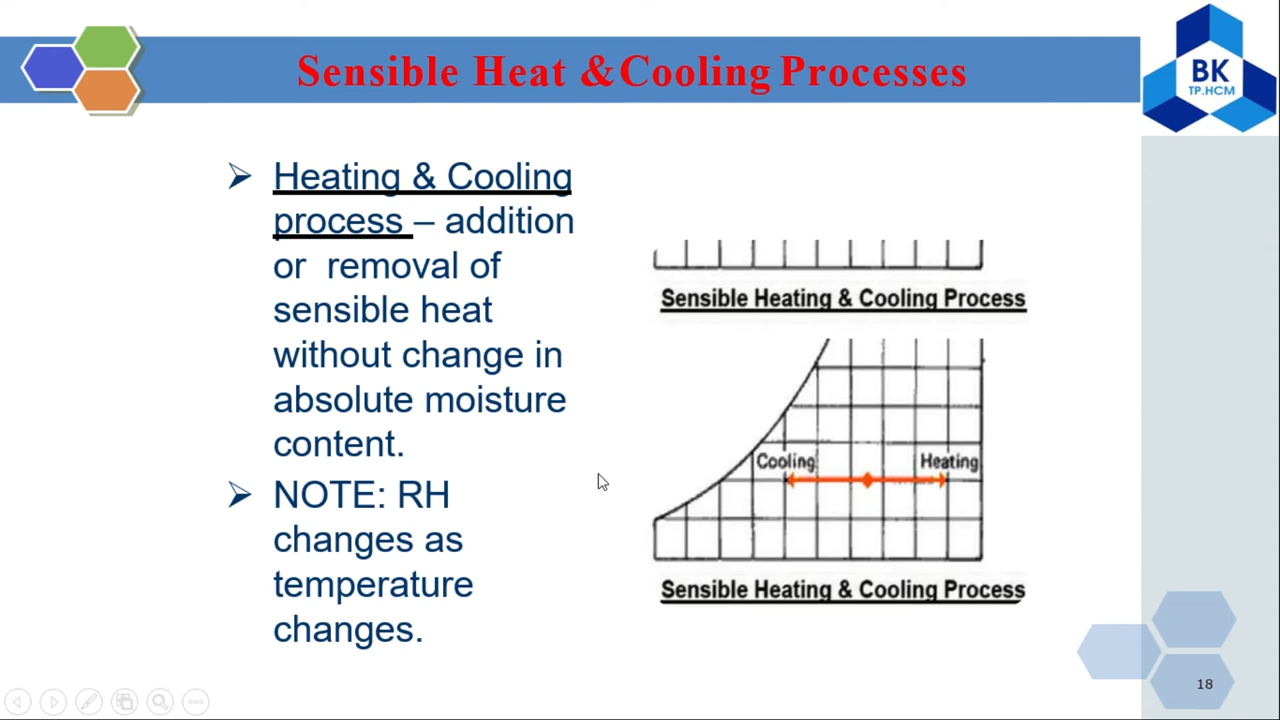 Sensible Heat & Cooling Processes
BK
TP.HCM
Heating & Cooling
process – addition
or removal of
sensible heat
without change in
absolute moisture
content.
NOTE: RH
changes as
temperature
changes.
Sensible Heating & Cooling Process
Cooling
Heating
Sensible Heating & Cooling Process
18